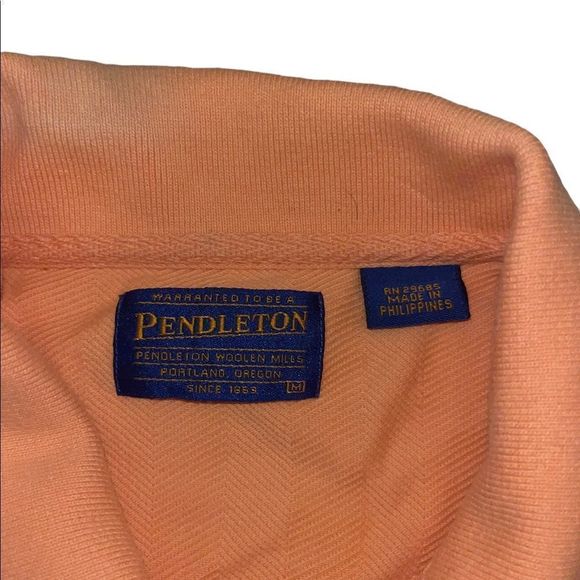 WARRANTED TO BE A
PENDLETON
PENDLETON WOOLEN MILLS
PORTLAND, OREGON
SINCE 1863
M
RN 29685
MADE IN
PHILIPPINES